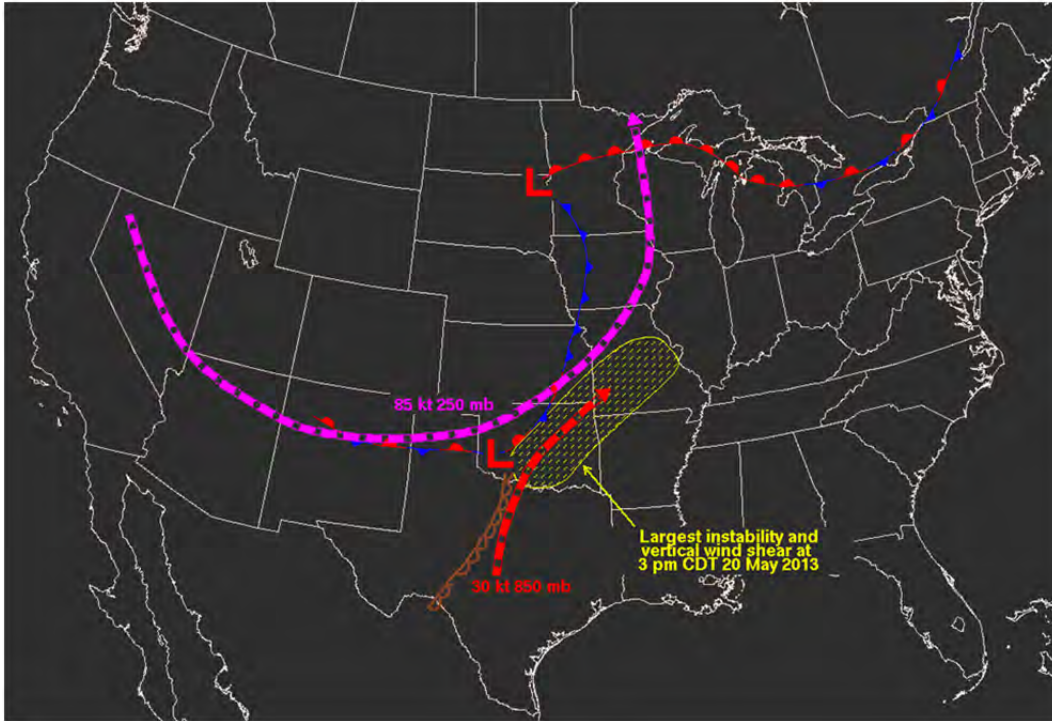 L
85 kt 250 mb
L
Largest instability and
vertical wind shear at
3 pm CDT 20 May 2013
30 kt 850 mb